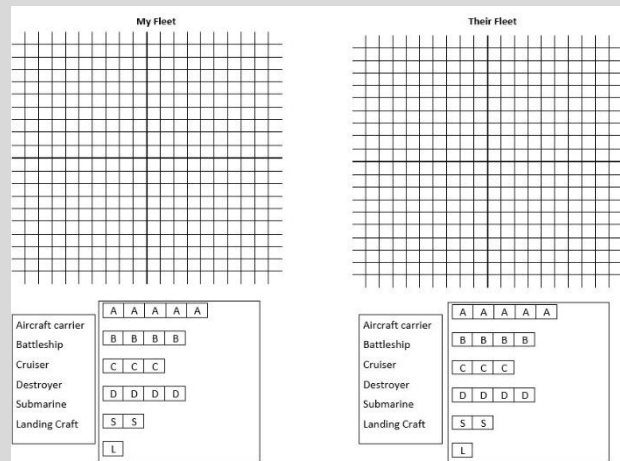 My Fleet
Their Fleet
Aircraft carrier
Battleship
Cruiser
Destroyer
Submarine
Landing Craft
A A A A A
B B B B
C C C
D D D D
S S
L
Aircraft carrier
Battleship
Cruiser
Destroyer
Submarine
Landing Craft
A A A A A
B B B B
C C C
D D D D
S S
L